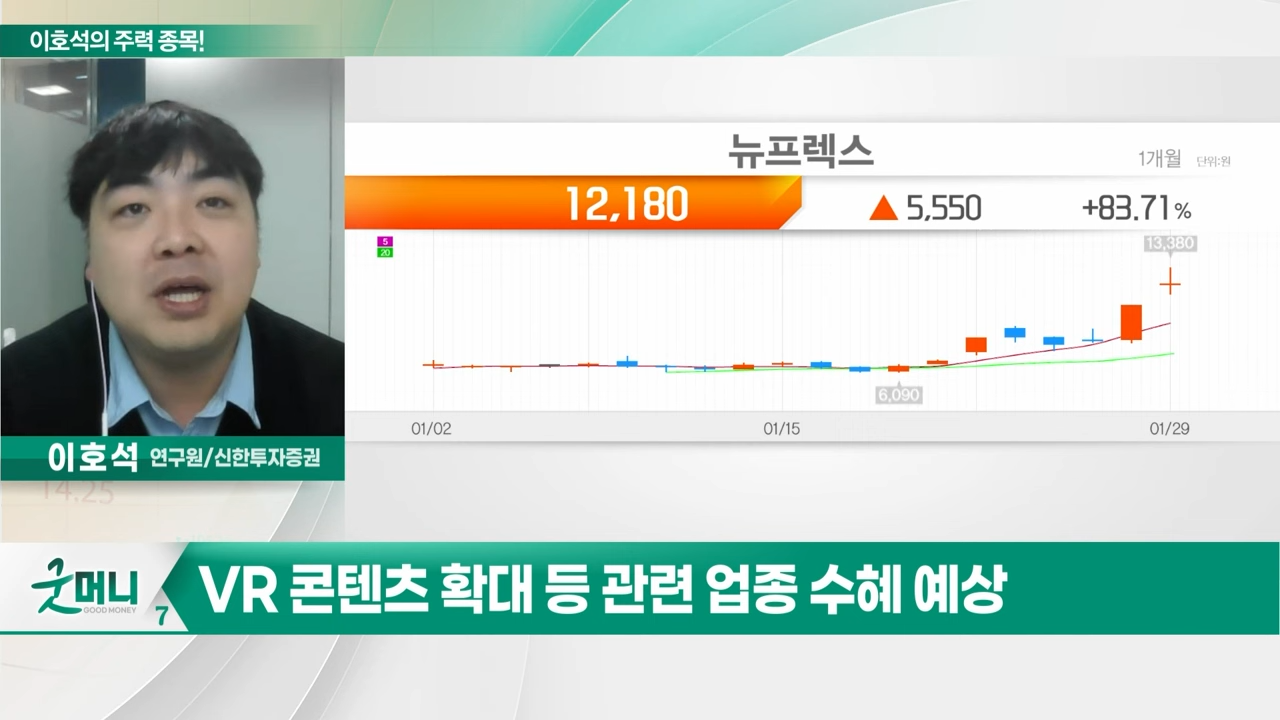 이호석의 주력 종목!
뉴프렉스
1개월 단위:원
12,180 ▲ 5,550 +83.71%
5
20
13,380
6,090
01/02 01/15 01/29
이호석 연구원/신한투자증권
14.25
굿머니 GOOD MONEY 7
VR 콘텐츠 확대 등 관련 업종 수혜 예상